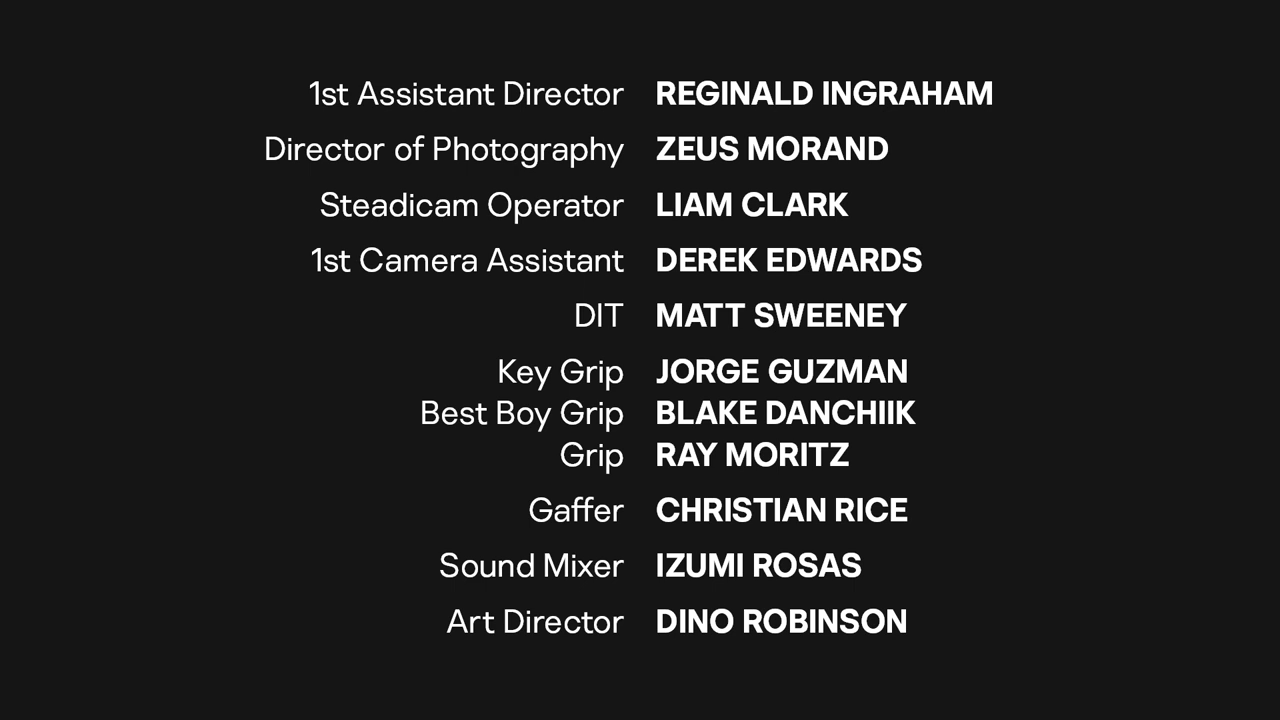 1st Assistant Director REGINALD INGRAHAM
Director of Photography ZEUS MORAND
Steadicam Operator LIAM CLARK
1st Camera Assistant DEREK EDWARDS
DIT MATT SWEENEY
Key Grip JORGE GUZMAN
Best Boy Grip BLAKE DANCHIIK
Grip RAY MORITZ
Gaffer CHRISTIAN RICE
Sound Mixer IZUMI ROSAS
Art Director DINO ROBINSON